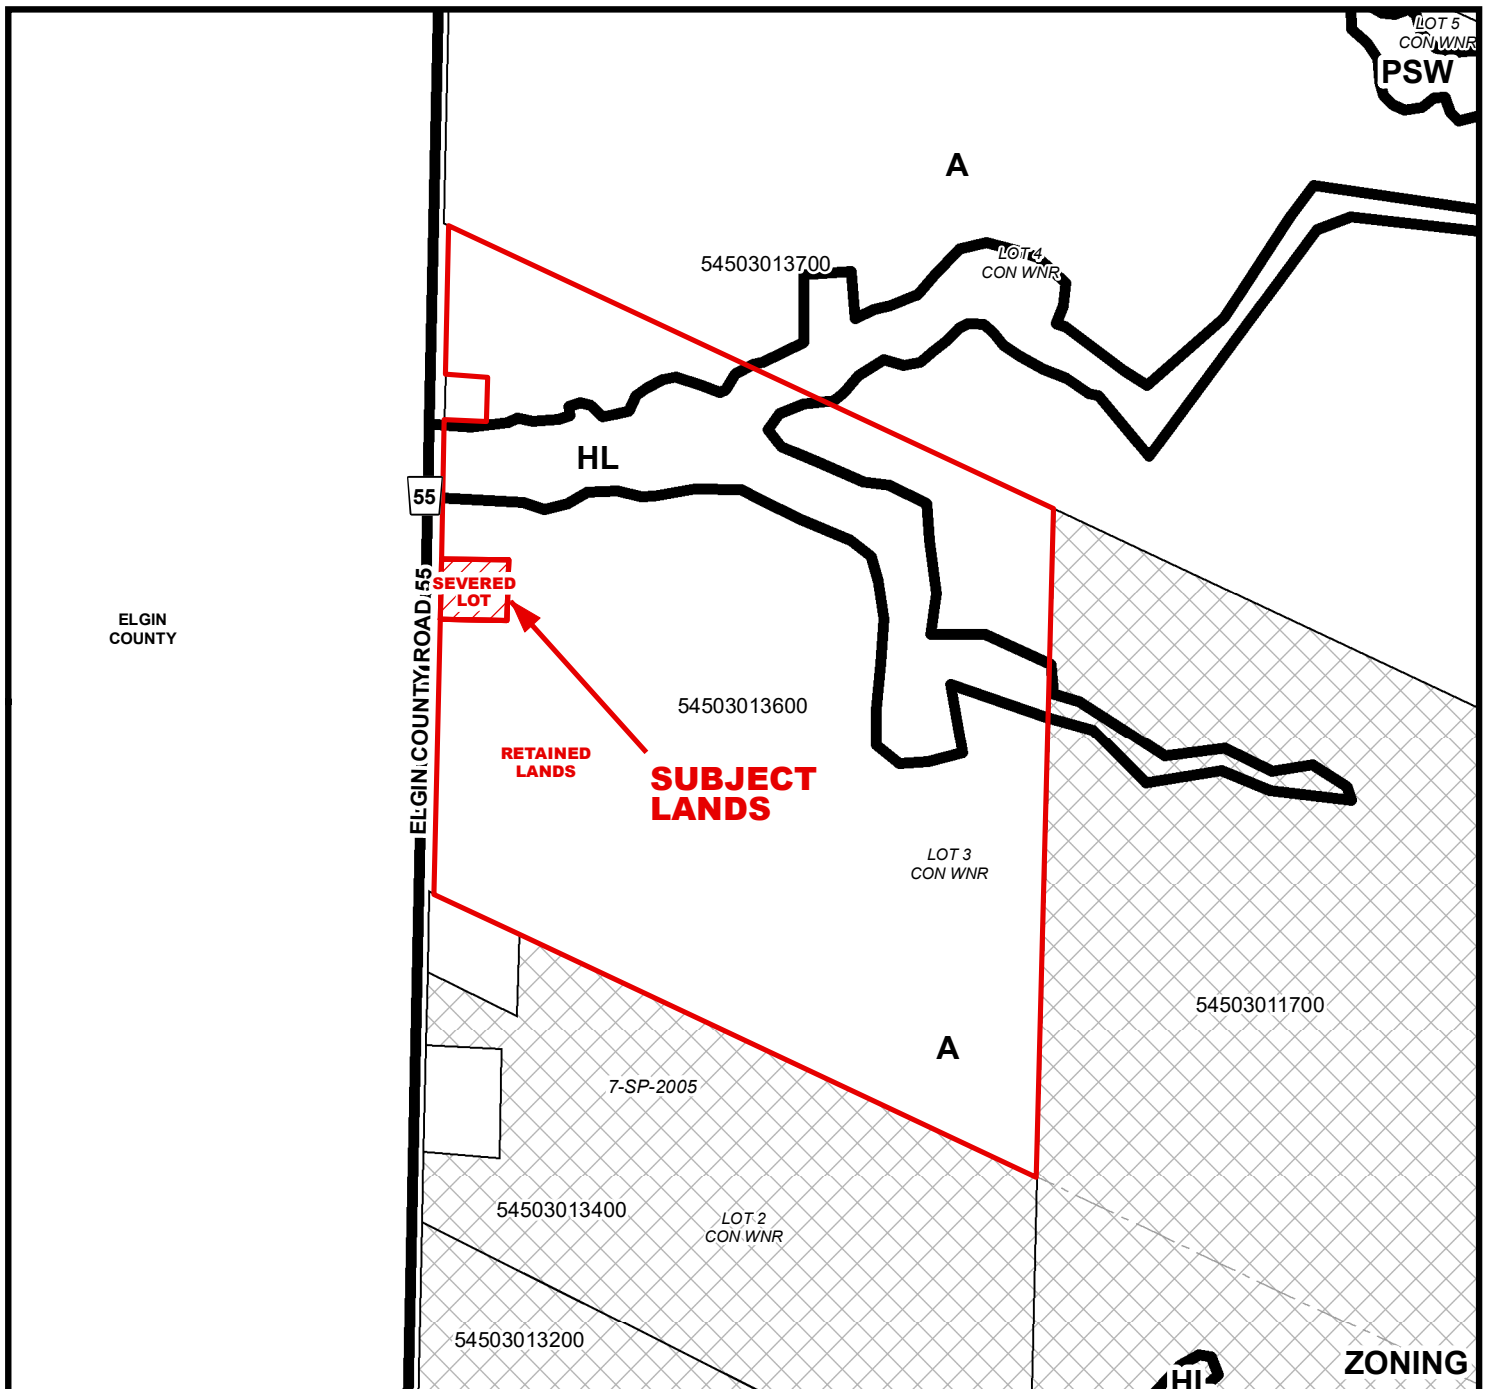 LOT 5
CON WNR
PSW
A
54503013700
LOT 4
CON WNR
HL
55
SEVERED
LOT
ELGIN COUNTY ROAD 55
ELGIN
COUNTY
54503013600
RETAINED
LANDS
SUBJECT
LANDS
LOT 3
CON WNR
54503011700
A
7-SP-2005
54503013400
LOT 2
CON WNR
54503013200
ZONING
HL